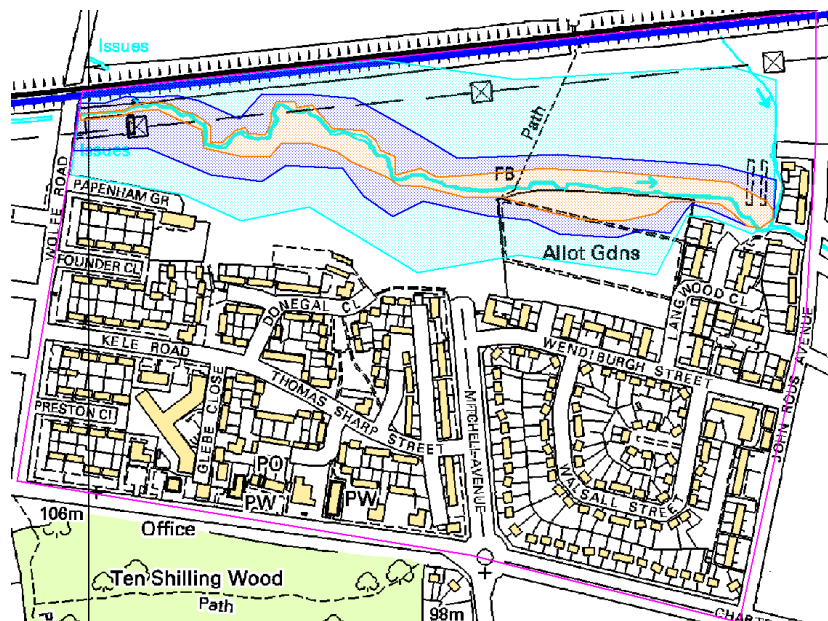 Issues
Path
Issues
FB
PAPENHAM GR
WOLFE ROAD
Allot Gdns
FOUNDER CL
DONEGAL CL
LANGWOOD CL
KELE ROAD
WENDIBURGH STREET
JOHN ROUS AVENUE
THOMAS SHARP STREET
MITCHELL AVENUE
PRESTON Cl
GLEBE CLOSE
WALSALL STREET
PO
PW
PW
106m
Office
Ten Shilling Wood
Path
98m